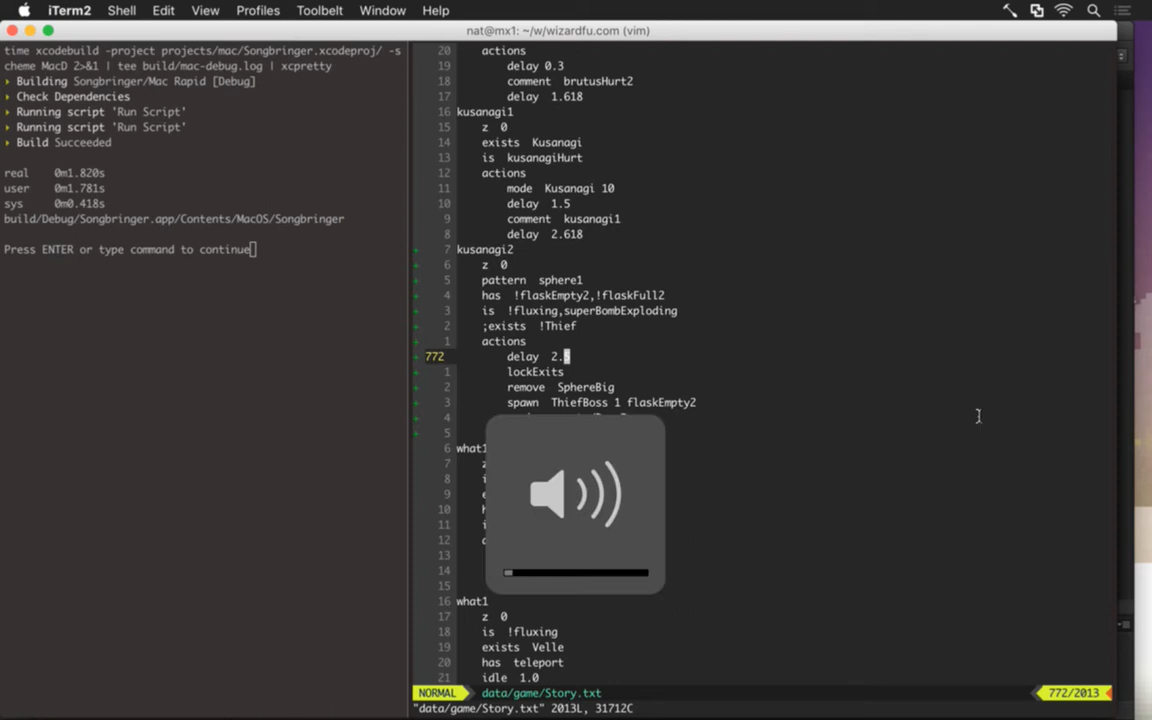 iTerm2 Shell Edit View Profiles Toolbelt Window Help
nat@mx1: ~/w/wizardfu.com (vim)
time xcodebuild -project projects/mac/Songbringer.xcodeproj/ -s
cheme MacD 2>&1 | tee build/mac-debug.log | xcpretty
▸ Building Songbringer/Mac Rapid [Debug]
▸ Check Dependencies
▸ Running script 'Run Script'
▸ Running script 'Run Script'
▸ Build Succeeded
real 0m1.820s
user 0m1.781s
sys 0m0.418s
build/Debug/Songbringer.app/Contents/MacOS/Songbringer
Press ENTER or type command to continue
20 actions
19 delay 0.3
18 comment brutusHurt2
17 delay 1.618
16 kusanagi1
15 z 0
14 exists Kusanagi
13 is kusanagiHurt
12 actions
11 mode Kusanagi 10
10 delay 1.5
9 comment kusanagi1
8 delay 2.618
+ 7 kusanagi2
+ 6 z 0
+ 5 pattern sphere1
+ 4 has !flaskEmpty2,!flaskFull2
+ 3 is !fluxing,superBombExploding
+ 2 ;exists !Thief
+ 1 actions
+ 772 delay 2.5
+ 1 lockExits
+ 2 remove SphereBig
+ 3 spawn ThiefBoss 1 flaskEmpty2
+ 4
+ 5
6 what1
7 z
8 i
9 e
10 h
11 i
12 a
13
14
15
16 what1
17 z 0
18 is !fluxing
19 exists Velle
20 has teleport
21 idle 1.0
NORMAL data/game/Story.txt 772/2013
"data/game/Story.txt" 2013L, 31712C